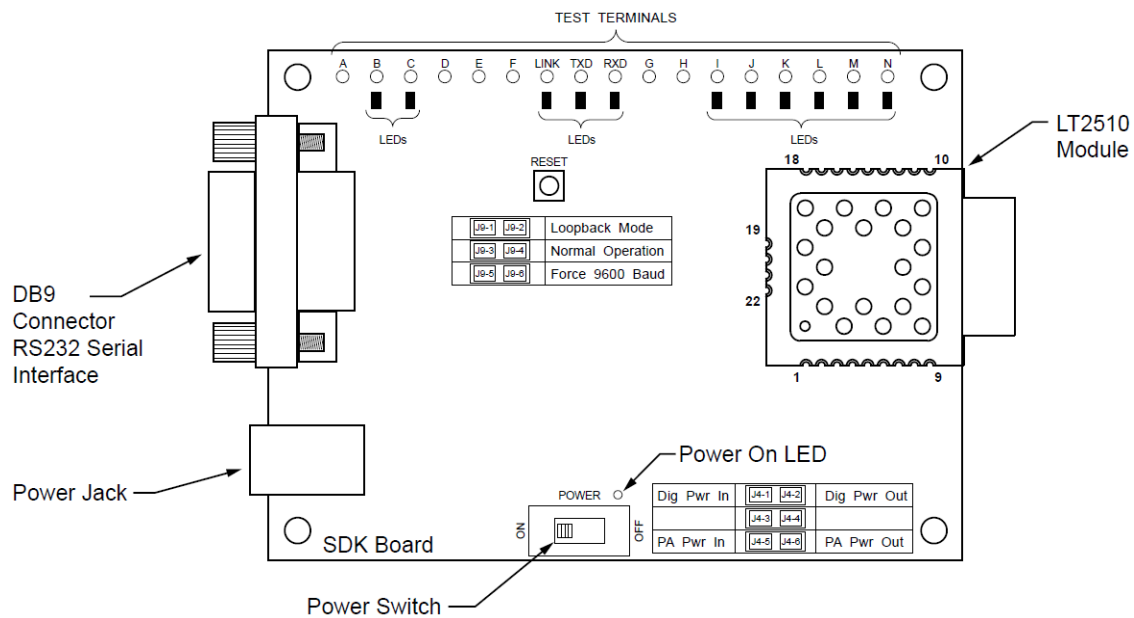 TEST TERMINALS
A B C D E F LINK TXD RXD G H I J K L M N
LEDs LEDs LEDs
LT2510
Module
RESET
18 10
J9-1 J9-2 Loopback Mode
J9-3 J9-4 Normal Operation
J9-5 J9-6 Force 9600 Baud
19
22
DB9
Connector
RS232 Serial
Interface
1 9
Power On LED
Power Jack
POWER
Dig Pwr In J4-1 J4-2 Dig Pwr Out
J4-3 J4-4
PA Pwr In J4-5 J4-6 PA Pwr Out
ON OFF
SDK Board
Power Switch